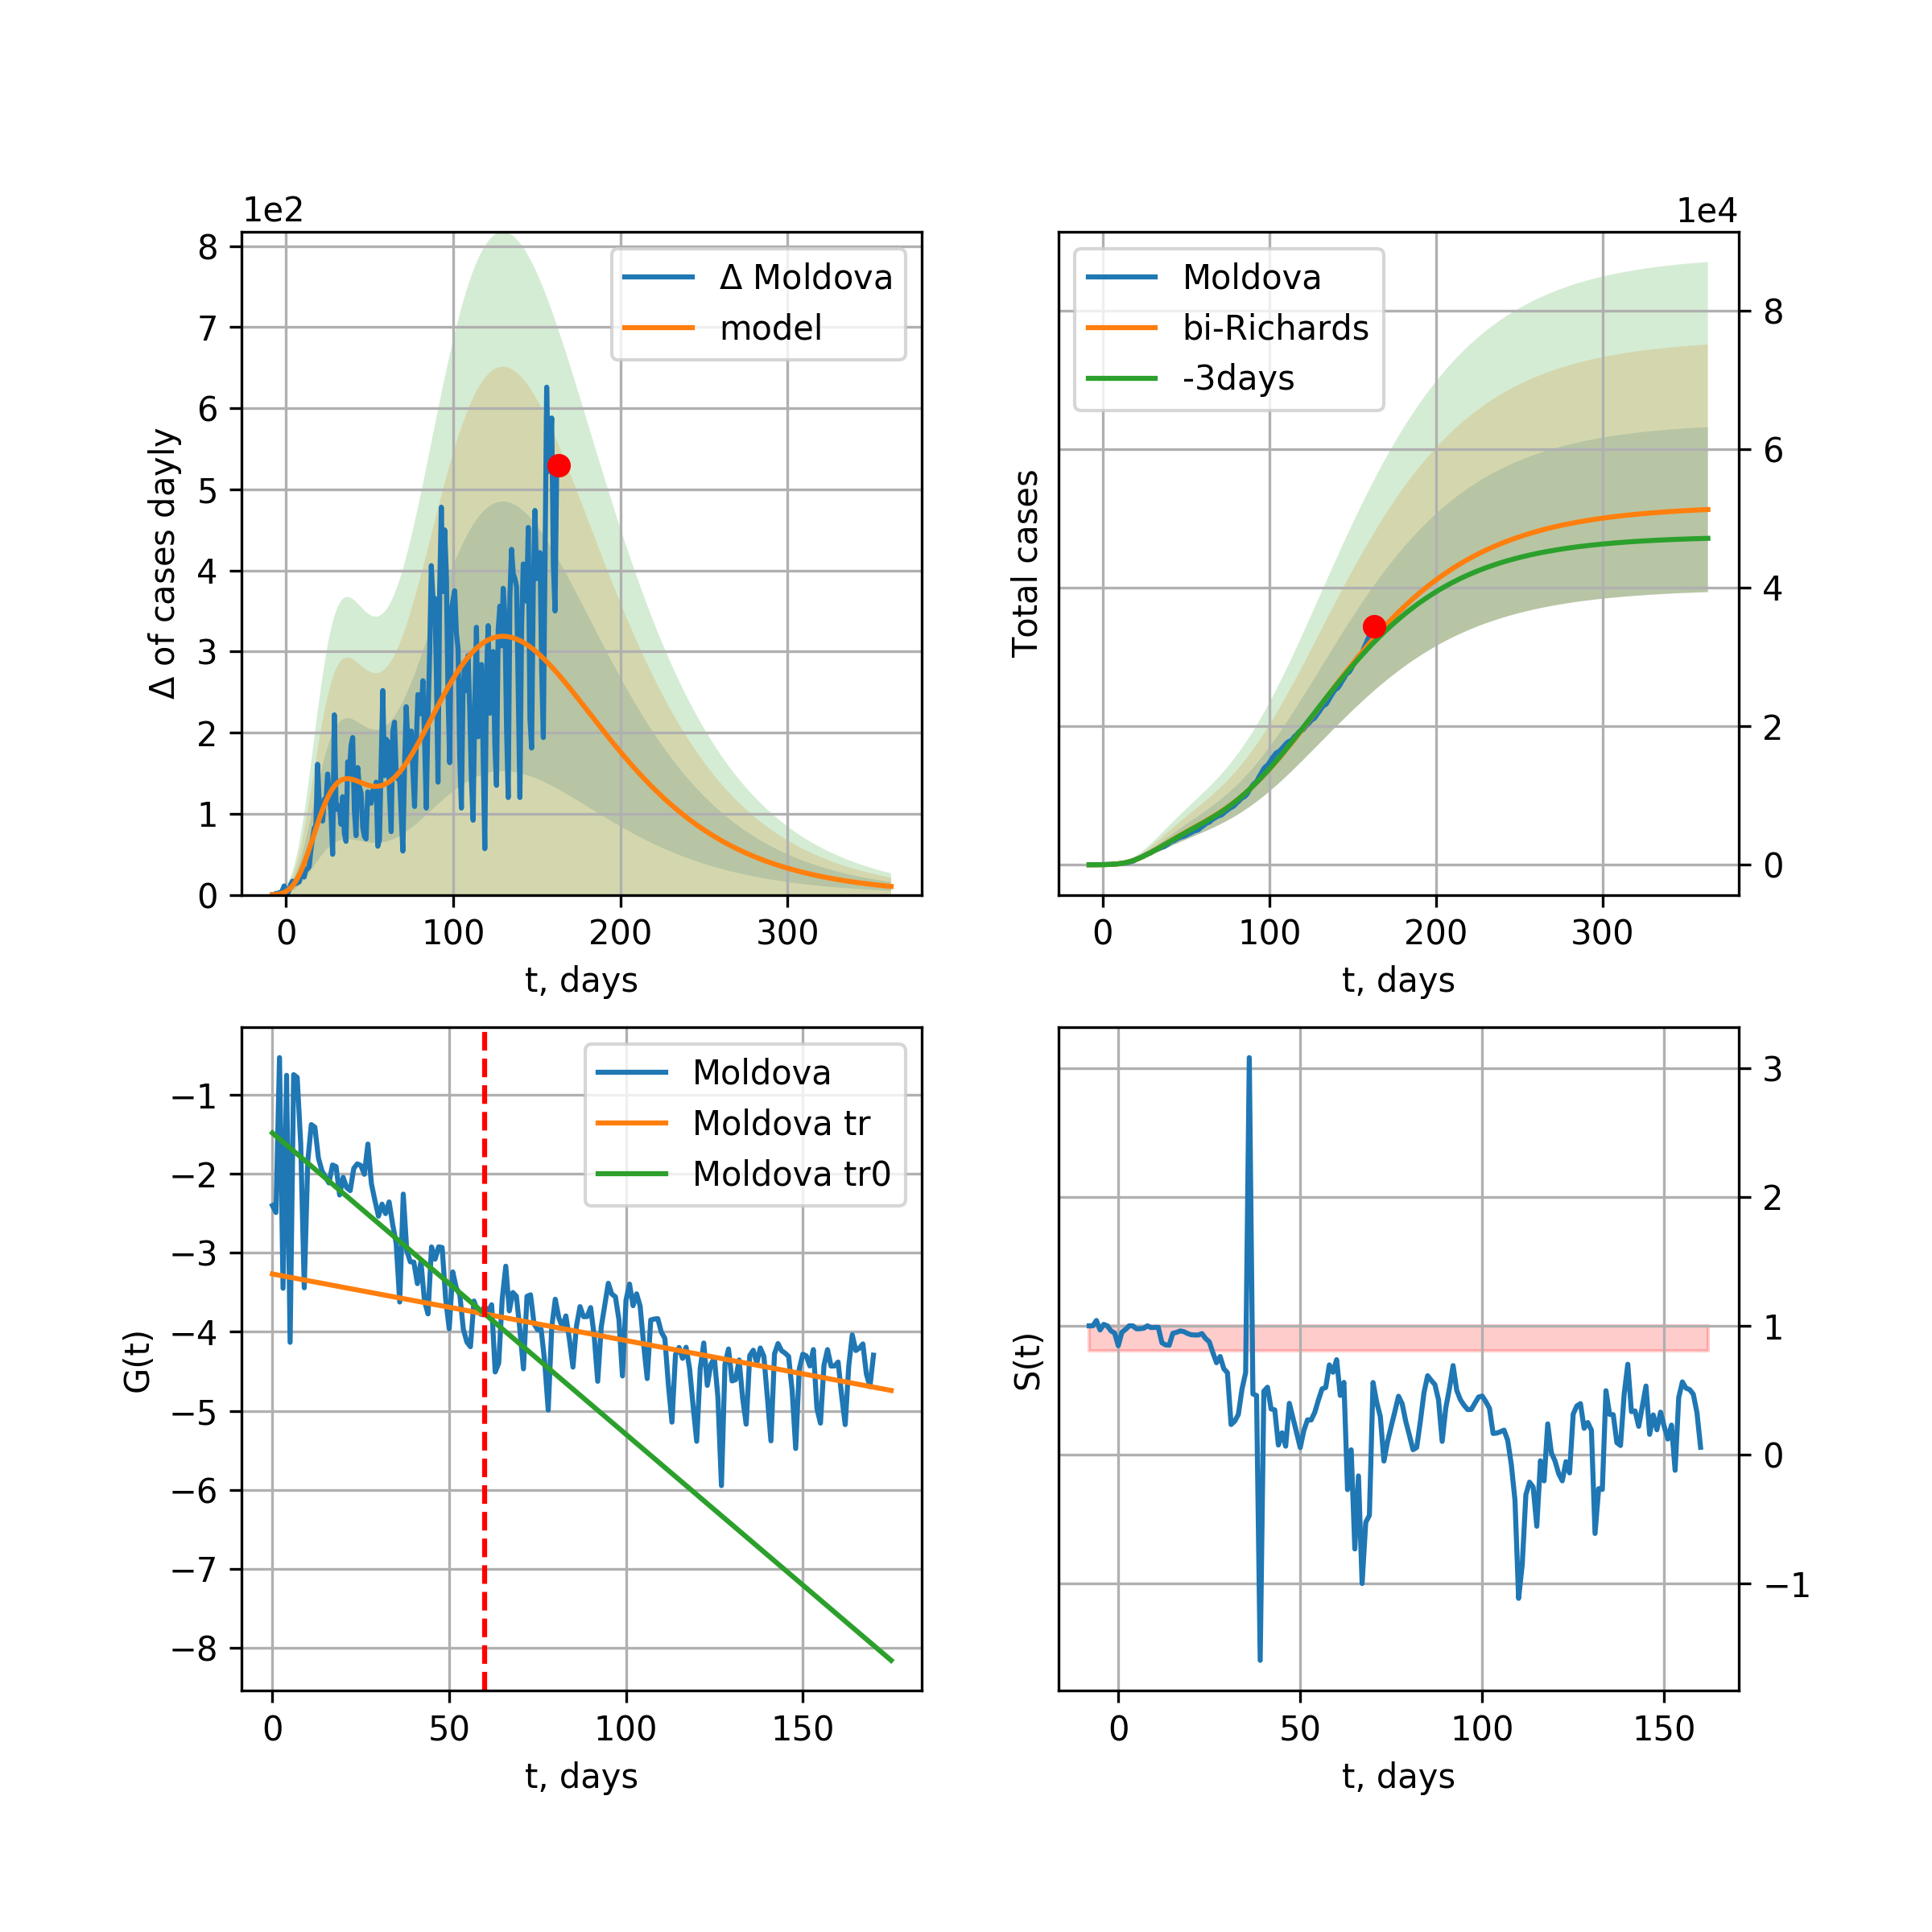 1e2
8
7
6
5
4
3
2
1
0
Δ of cases dayly
Δ Moldova
model
0 100 200 300
t, days
1e4
8
6
4
2
0
Total cases
Moldova
bi-Richards
-3days
0 100 200 300
t, days
−1
−2
−3
−4
−5
−6
−7
−8
G(t)
Moldova
Moldova tr
Moldova tr0
0 50 100 150
t, days
3
2
1
0
−1
S(t)
0 50 100 150
t, days